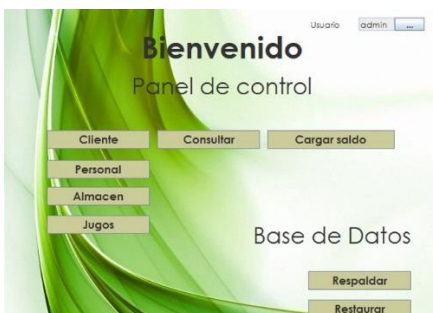 Usuario admin ...
Bienvenido
Panel de control
Cliente Consultar Cargar saldo
Personal
Almacen
Jugos
Base de Datos
Respaldar
Restaurar